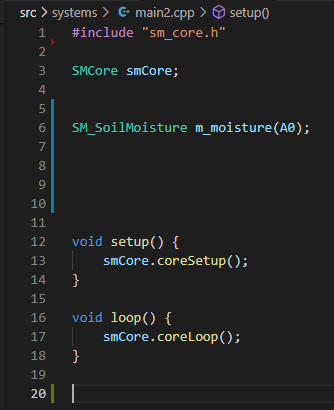 src > systems > main2.cpp > setup()
1 #include "sm_core.h"
2
3 SMCore smCore;
4
5
6 SM_SoilMoisture m_moisture(A0);
7
8
9
10
11
12 void setup() {
13     smCore.coreSetup();
14 }
15
16 void loop() {
17     smCore.coreLoop();
18 }
19
20